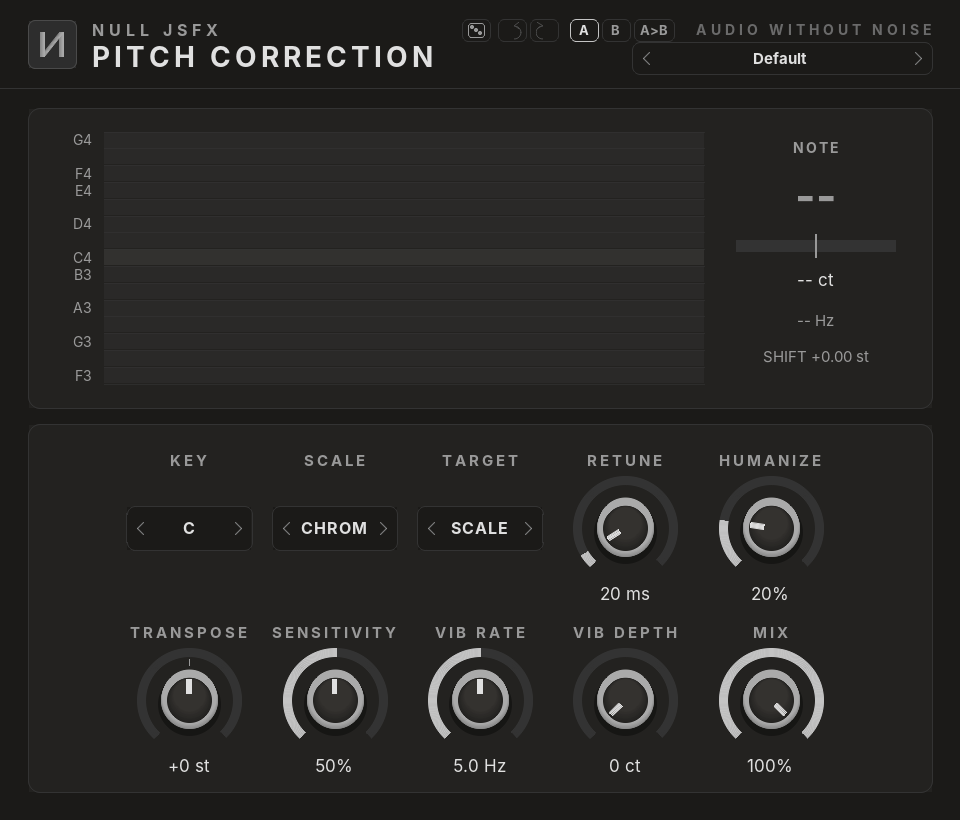 NULL JSFX
PITCH CORRECTION
A B A>B
AUDIO WITHOUT NOISE
Default
G4
F4
E4
D4
C4
B3
A3
G3
F3
NOTE
--
-- ct
-- Hz
SHIFT +0.00 st
KEY SCALE TARGET RETUNE HUMANIZE
C CHROM SCALE
20 ms 20%
TRANSPOSE SENSITIVITY VIB RATE VIB DEPTH MIX
+0 st 50% 5.0 Hz 0 ct 100%